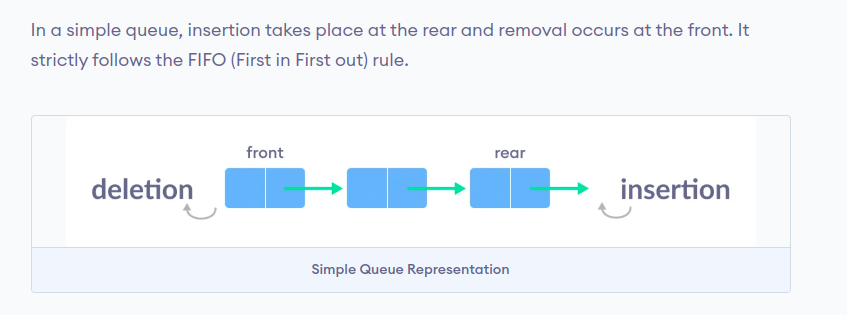 In a simple queue, insertion takes place at the rear and removal occurs at the front. It
strictly follows the FIFO (First in First out) rule.
front
rear
deletion
insertion
Simple Queue Representation